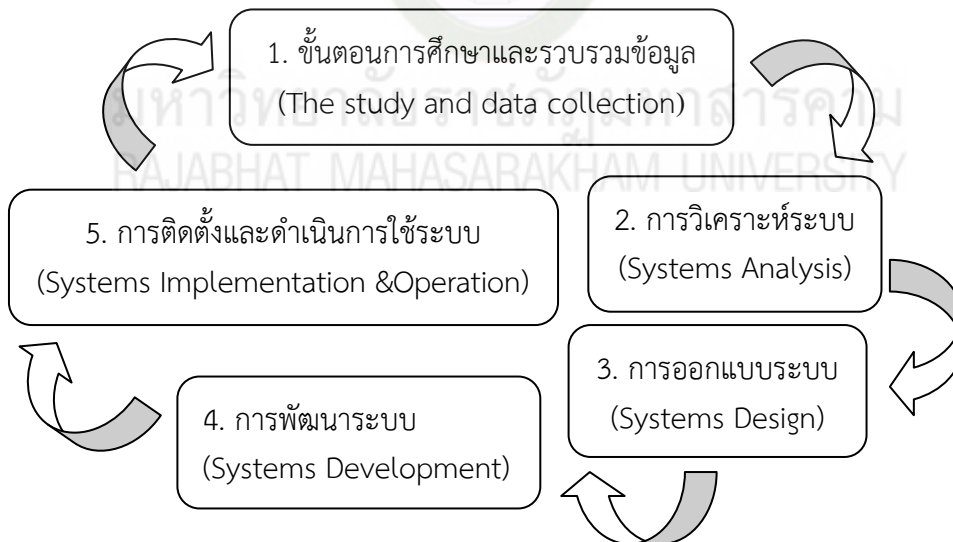 1. ขั้นตอนการศึกษาและรวบรวมข้อมูล
(The study and data collection)
มหาวิทยาลัยราชภัฏมหาสารคาม
RAJABHAT MAHASARAKHAM UNIVERSITY
2. การวิเคราะห์ระบบ
(Systems Analysis)
3. การออกแบบระบบ
(Systems Design)
4. การพัฒนาระบบ
(Systems Development)
5. การติดตั้งและดำเนินการใช้ระบบ
(Systems Implementation &Operation)